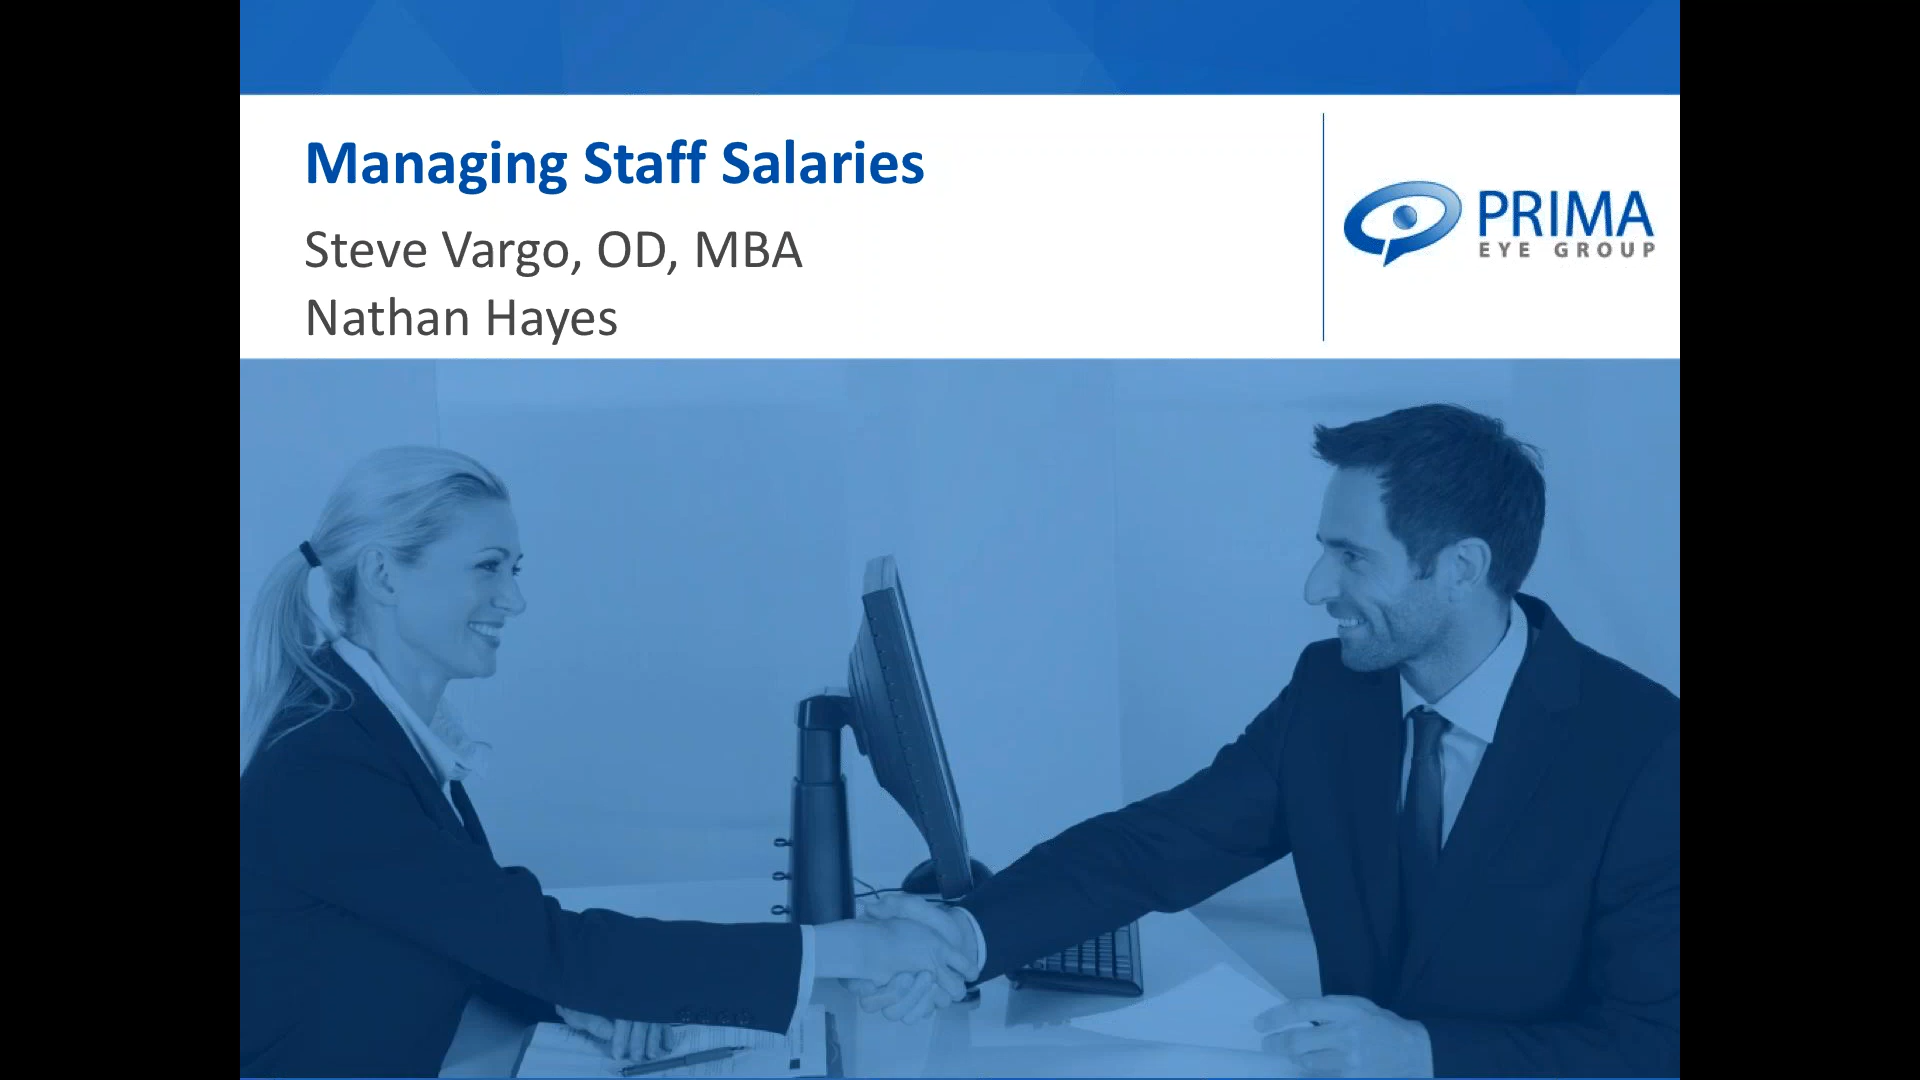 Managing Staff Salaries
Steve Vargo, OD, MBA
Nathan Hayes
PRIMA
EYE GROUP